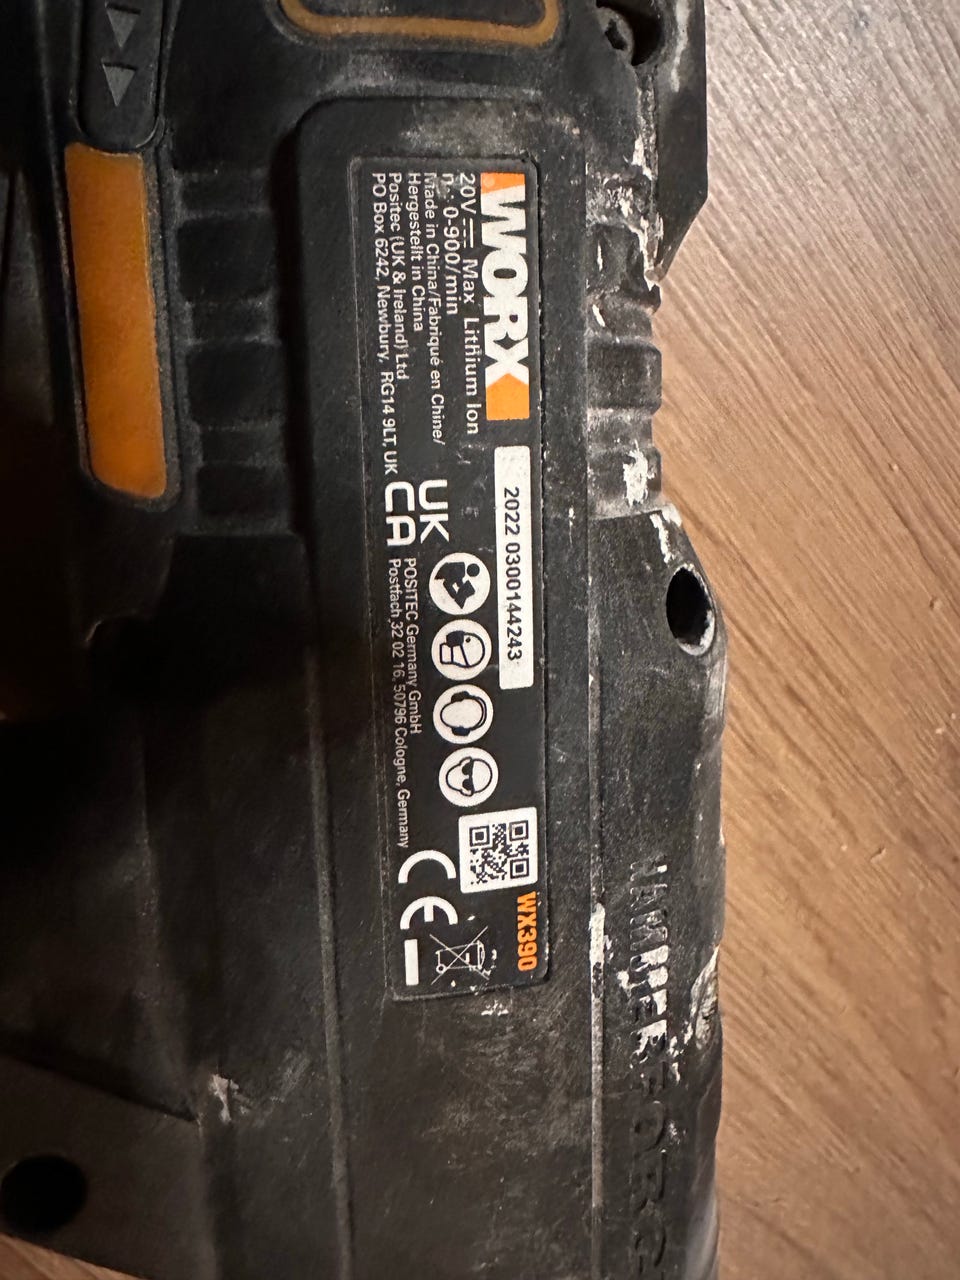 WORX
20V Max Lithium Ion
n₀: 0-900/min
Made in China/Fabriqué en Chine/
Hergestellt in China
Positec (UK & Ireland) Ltd
PO Box 6242, Newbury, RG14 9LT, UK
2022 0300144243
UK
CA
POSITEC Germany GmbH
Postfach 32 02 16, 50796 Cologne, Germany
WX390
CE